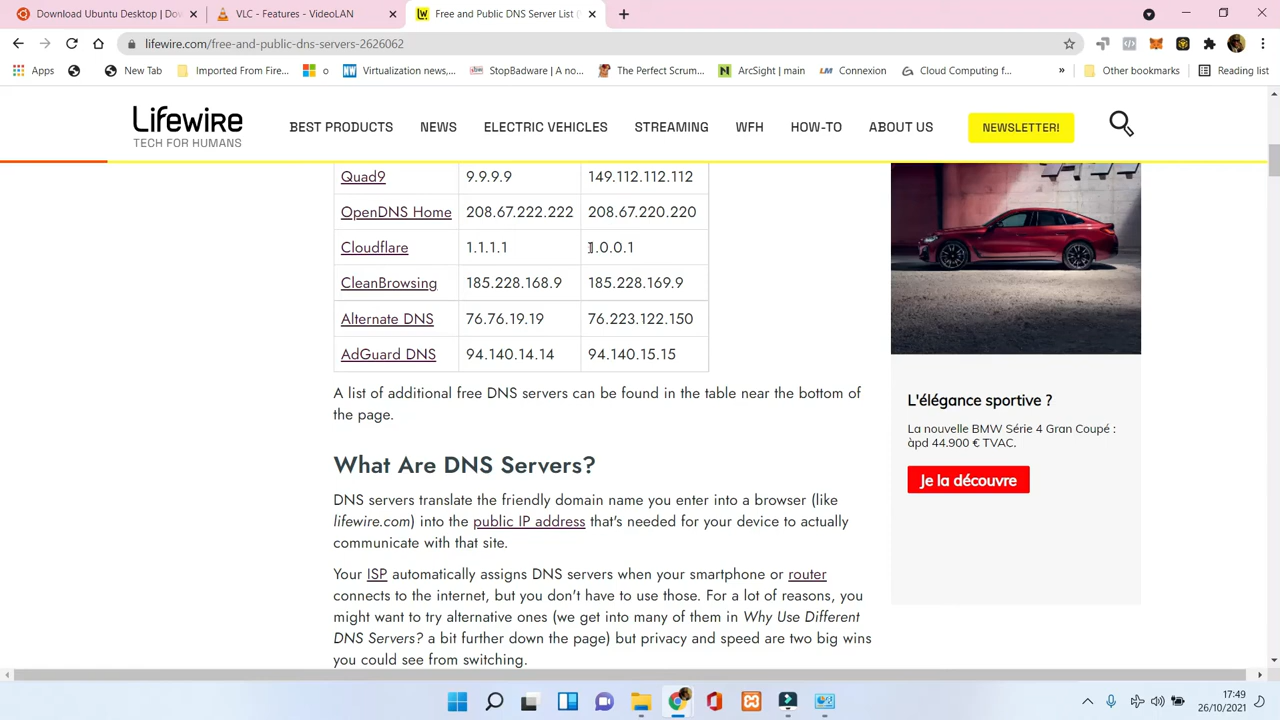 Download Ubuntu Desktop | Do
VLC - Features - VideoLAN
Free and Public DNS Server List (
lifewire.com/free-and-public-dns-servers-2626062
Apps
New Tab
Imported From Fire...
o
Virtualization news,...
StopBadware | A no...
The Perfect Scrum...
ArcSight | main
Connexion
Cloud Computing f...
»
Other bookmarks
Reading list
Lifewire
TECH FOR HUMANS
BEST PRODUCTS
NEWS
ELECTRIC VEHICLES
STREAMING
WFH
HOW-TO
ABOUT US
NEWSLETTER!
Quad9 9.9.9.9 149.112.112.112
OpenDNS Home 208.67.222.222 208.67.220.220
Cloudflare 1.1.1.1 1.0.0.1
CleanBrowsing 185.228.168.9 185.228.169.9
Alternate DNS 76.76.19.19 76.223.122.150
AdGuard DNS 94.140.14.14 94.140.15.15
A list of additional free DNS servers can be found in the table near the bottom of
the page.
What Are DNS Servers?
DNS servers translate the friendly domain name you enter into a browser (like
lifewire.com) into the public IP address that's needed for your device to actually
communicate with that site.
Your ISP automatically assigns DNS servers when your smartphone or router
connects to the internet, but you don't have to use those. For a lot of reasons, you
might want to try alternative ones (we get into many of them in Why Use Different
DNS Servers? a bit further down the page) but privacy and speed are two big wins
you could see from switching.
L'élégance sportive ?
La nouvelle BMW Série 4 Gran Coupé :
àpd 44.900 € TVAC.
Je la découvre
17:49
26/10/2021